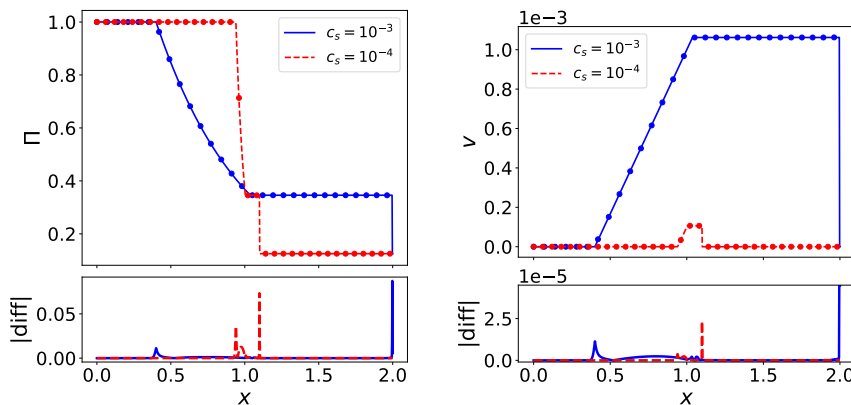 1.0
0.8
0.6
0.4
0.2
Π
c_s = 10^{-3}
c_s = 10^{-4}
0.05
0.00
|diff|
0.0 0.5 1.0 1.5 2.0
x
1e-3
1.0
0.8
0.6
0.4
0.2
0.0
v
c_s = 10^{-3}
c_s = 10^{-4}
1e-5
2.5
0.0
|diff|
0.0 0.5 1.0 1.5 2.0
x